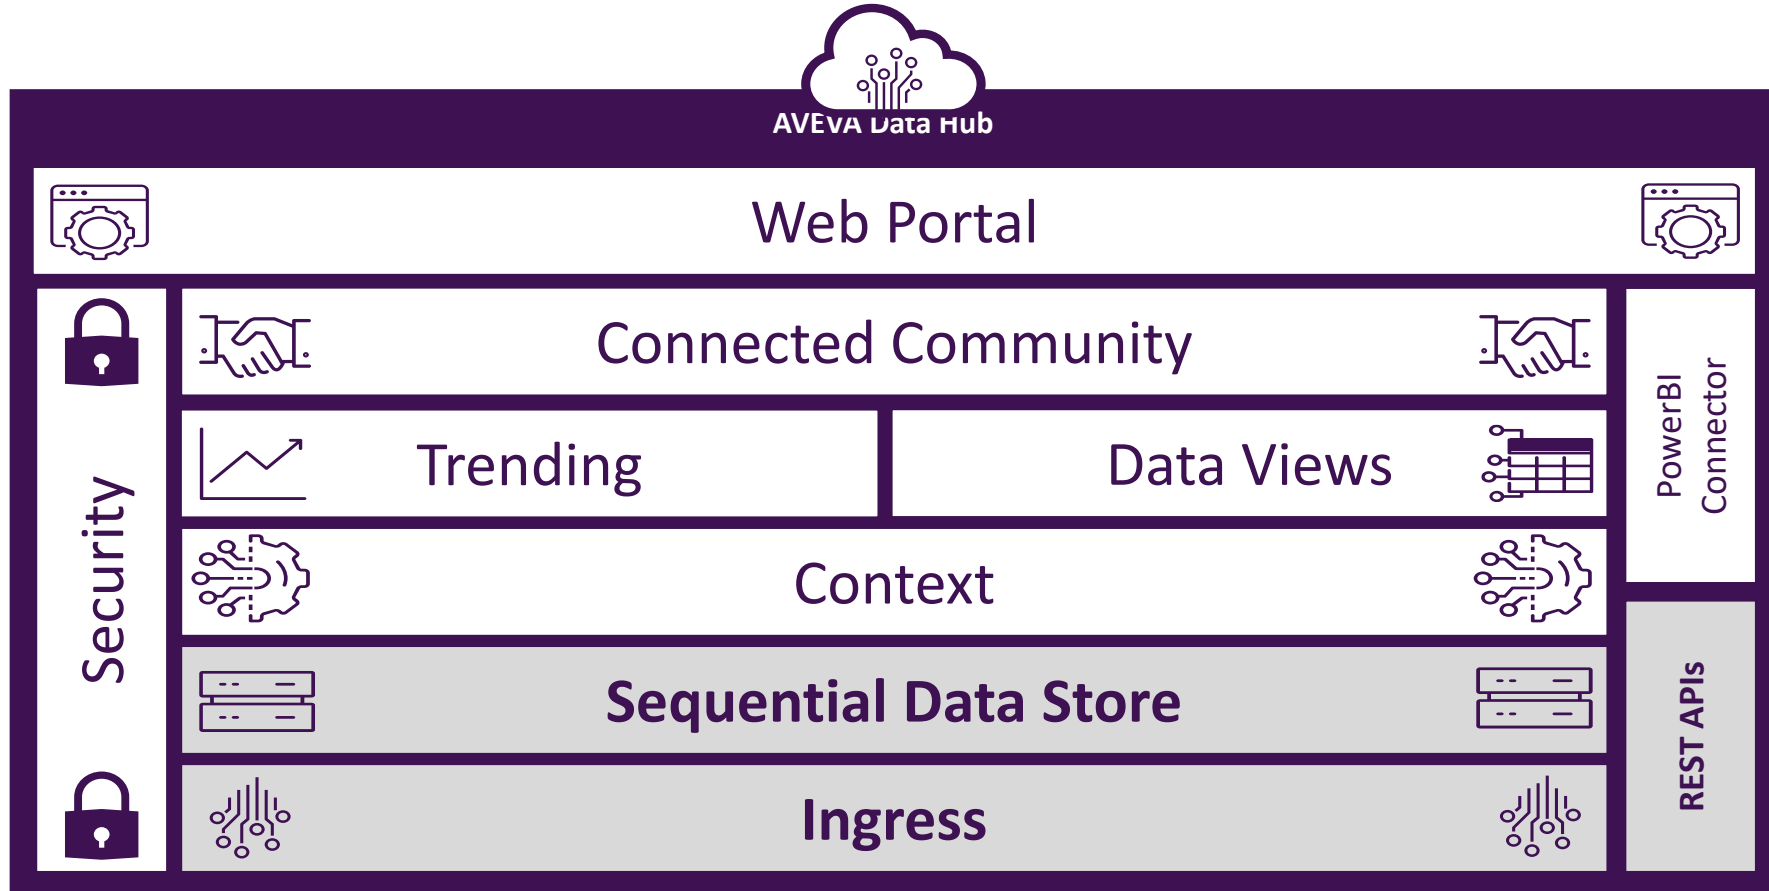 AVEVA Data Hub
Web Portal
Security
Connected Community
Trending
Data Views
Context
Sequential Data Store
Ingress
PowerBI
Connector
REST APIs